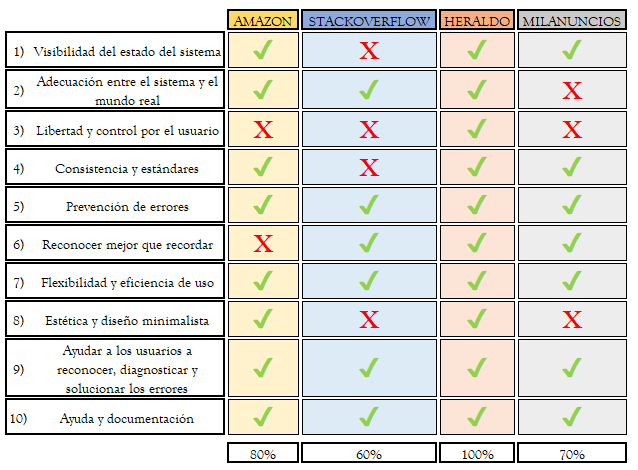 AMAZON STACKOVERFLOW HERALDO MILANUNCIOS
1) Visibilidad del estado del sistema ✓ X ✓ ✓
2) Adecuación entre el sistema y el
mundo real ✓ ✓ ✓ X
3) Libertad y control por el usuario X X ✓ X
4) Consistencia y estándares ✓ X ✓ ✓
5) Prevención de errores ✓ ✓ ✓ ✓
6) Reconocer mejor que recordar X ✓ ✓ ✓
7) Flexibilidad y eficiencia de uso ✓ ✓ ✓ ✓
8) Estética y diseño minimalista ✓ X ✓ X
9) Ayudar a los usuarios a
reconocer, diagnosticar y
solucionar los errores ✓ ✓ ✓ ✓
10) Ayuda y documentación ✓ ✓ ✓ ✓
80% 60% 100% 70%